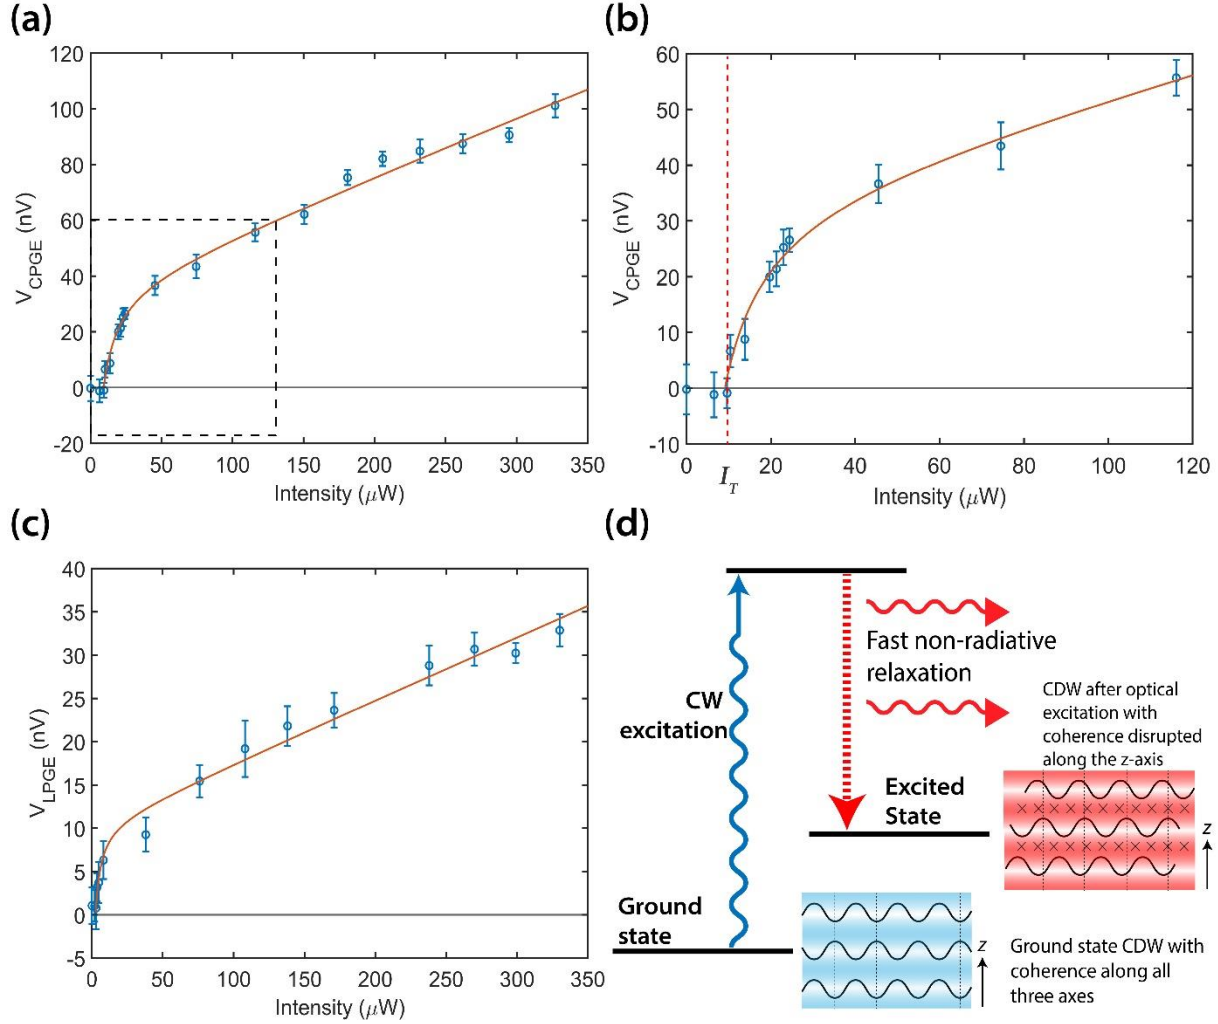 (a)
120
100
80
60
40
20
0
-20
V_CPGE (nV)
0 50 100 150 200 250 300 350
Intensity (μW)
(b)
60
50
40
30
20
10
0
-10
V_CPGE (nV)
0 20 40 60 80 100 120
I_T
Intensity (μW)
(c)
40
35
30
25
20
15
10
5
0
-5
V_LPGE (nV)
0 50 100 150 200 250 300 350
Intensity (μW)
(d)
Fast non-radiative
relaxation
CW
excitation
CDW after optical
excitation with
coherence disrupted
along the z-axis
Excited
State
z
Ground
state
z
Ground state CDW with
coherence along all
three axes